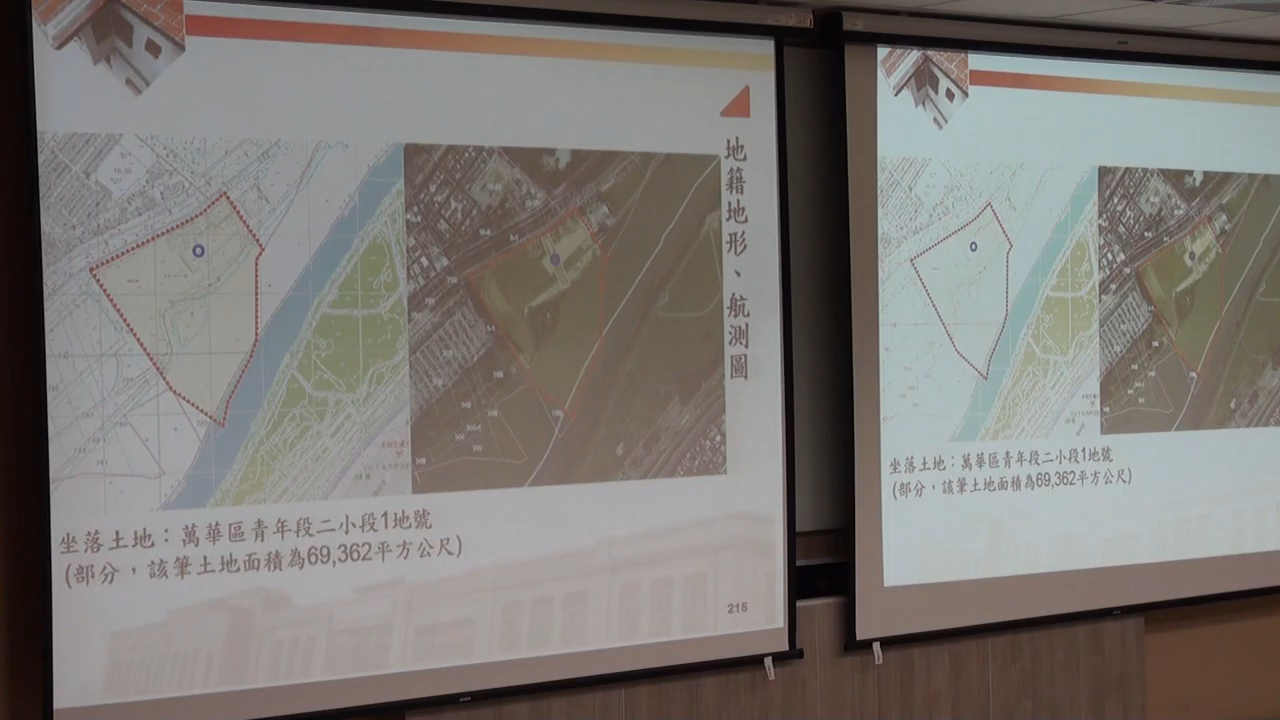 地籍地形、航測圖
坐落土地：萬華區青年段二小段1地號
(部分，該筆土地面積為69,362平方公尺)
215
坐落土地：萬華區青年段二小段1地號
(部分，該筆土地面積為69,362平方公尺)